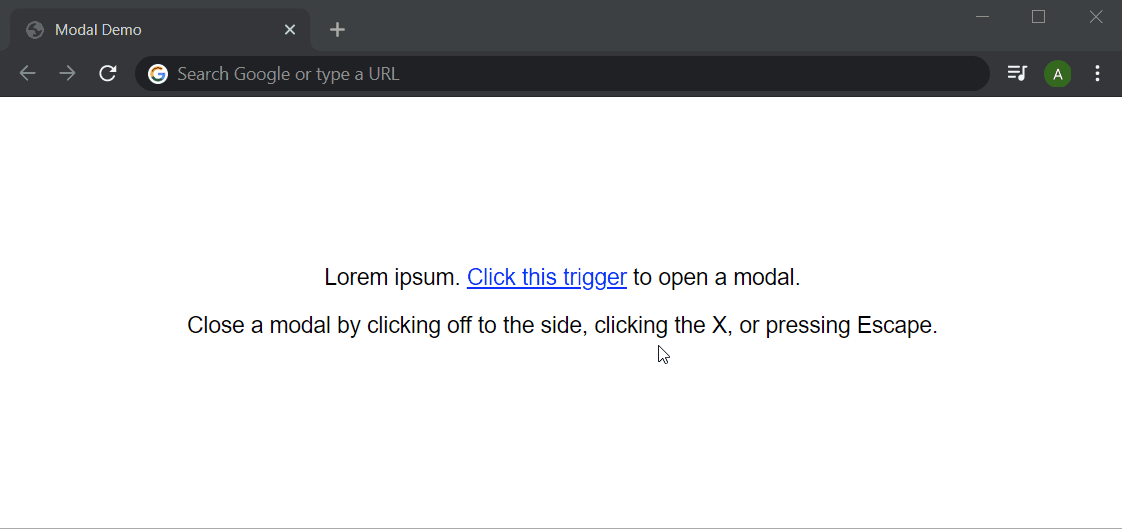 Modal Demo
Search Google or type a URL
A
Lorem ipsum. Click this trigger to open a modal.
Close a modal by clicking off to the side, clicking the X, or pressing Escape.